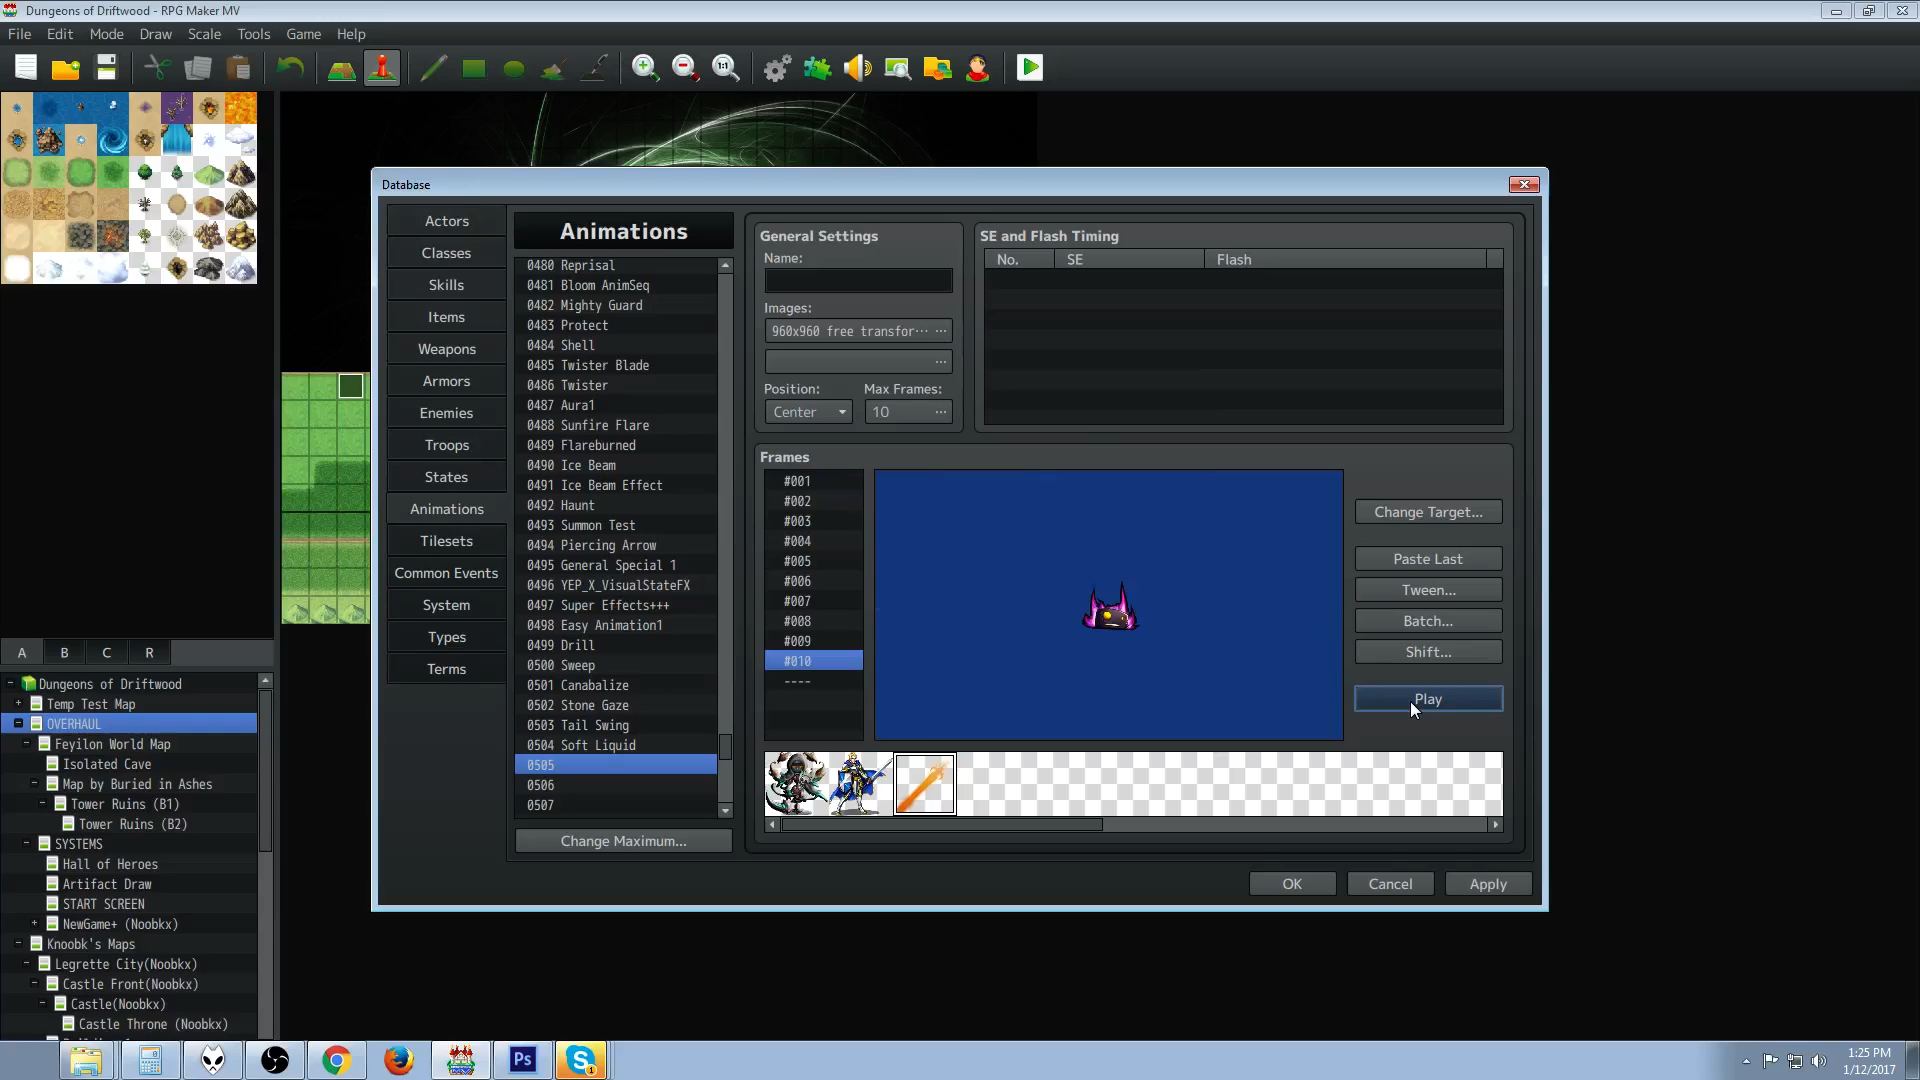 Dungeons of Driftwood - RPG Maker MV
File Edit Mode Draw Scale Tools Game Help
1:1
Database
Actors
Classes
Skills
Items
Weapons
Armors
Enemies
Troops
States
Animations
Tilesets
Common Events
System
Types
Terms
Animations
0480 Reprisal
0481 Bloom AnimSeq
0482 Mighty Guard
0483 Protect
0484 Shell
0485 Twister Blade
0486 Twister
0487 Aura1
0488 Sunfire Flare
0489 Flareburned
0490 Ice Beam
0491 Ice Beam Effect
0492 Haunt
0493 Summon Test
0494 Piercing Arrow
0495 General Special 1
0496 YEP_X_VisualStateFX
0497 Super Effects+++
0498 Easy Animation1
0499 Drill
0500 Sweep
0501 Canabalize
0502 Stone Gaze
0503 Tail Swing
0504 Soft Liquid
0505
0506
0507
Change Maximum...
General Settings
Name:
Images:
960x960 free transfor... ...
...
Position: Max Frames:
Center 10 ...
SE and Flash Timing
No. SE Flash
Frames
#001
#002
#003
#004
#005
#006
#007
#008
#009
#010
----
Change Target...
Paste Last
Tween...
Batch...
Shift...
Play
OK Cancel Apply
A B C R
Dungeons of Driftwood
Temp Test Map
OVERHAUL
Feyilon World Map
Isolated Cave
Map by Buried in Ashes
Tower Ruins (B1)
Tower Ruins (B2)
SYSTEMS
Hall of Heroes
Artifact Draw
START SCREEN
NewGame+ (Noobkx)
Knoobk's Maps
Legrette City(Noobkx)
Castle Front(Noobkx)
Castle(Noobkx)
Castle Throne (Noobkx)
Ps
S
1
1:25 PM
1/12/2017